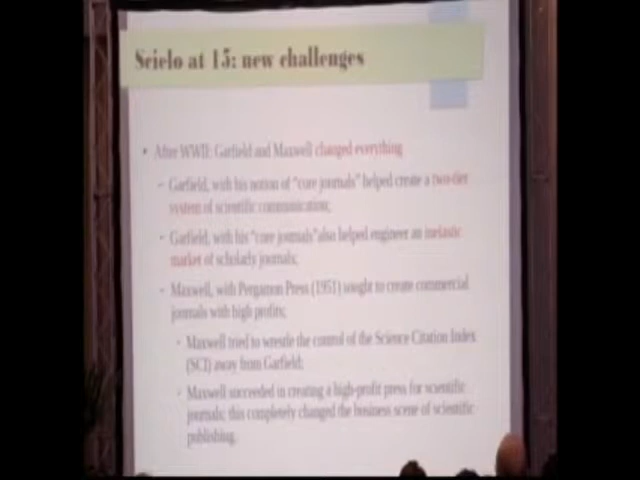 Scielo at 15: new challenges
• After WWII: Garfield and Maxwell changed everything
– Garfield, with his notion of "core journals" helped create a two-tier
system of scientific communication;
– Garfield, with his "core journals" also helped engineer an inelastic
market of scholarly journals;
– Maxwell, with Pergamon Press (1951) sought to create commercial
journals with high profits;
• Maxwell tried to wrestle the control of the Science Citation Index
(SCI) away from Garfield;
• Maxwell succeeded in creating a high-profit press for scientific
journals; this completely changed the business scene of scientific
publishing.